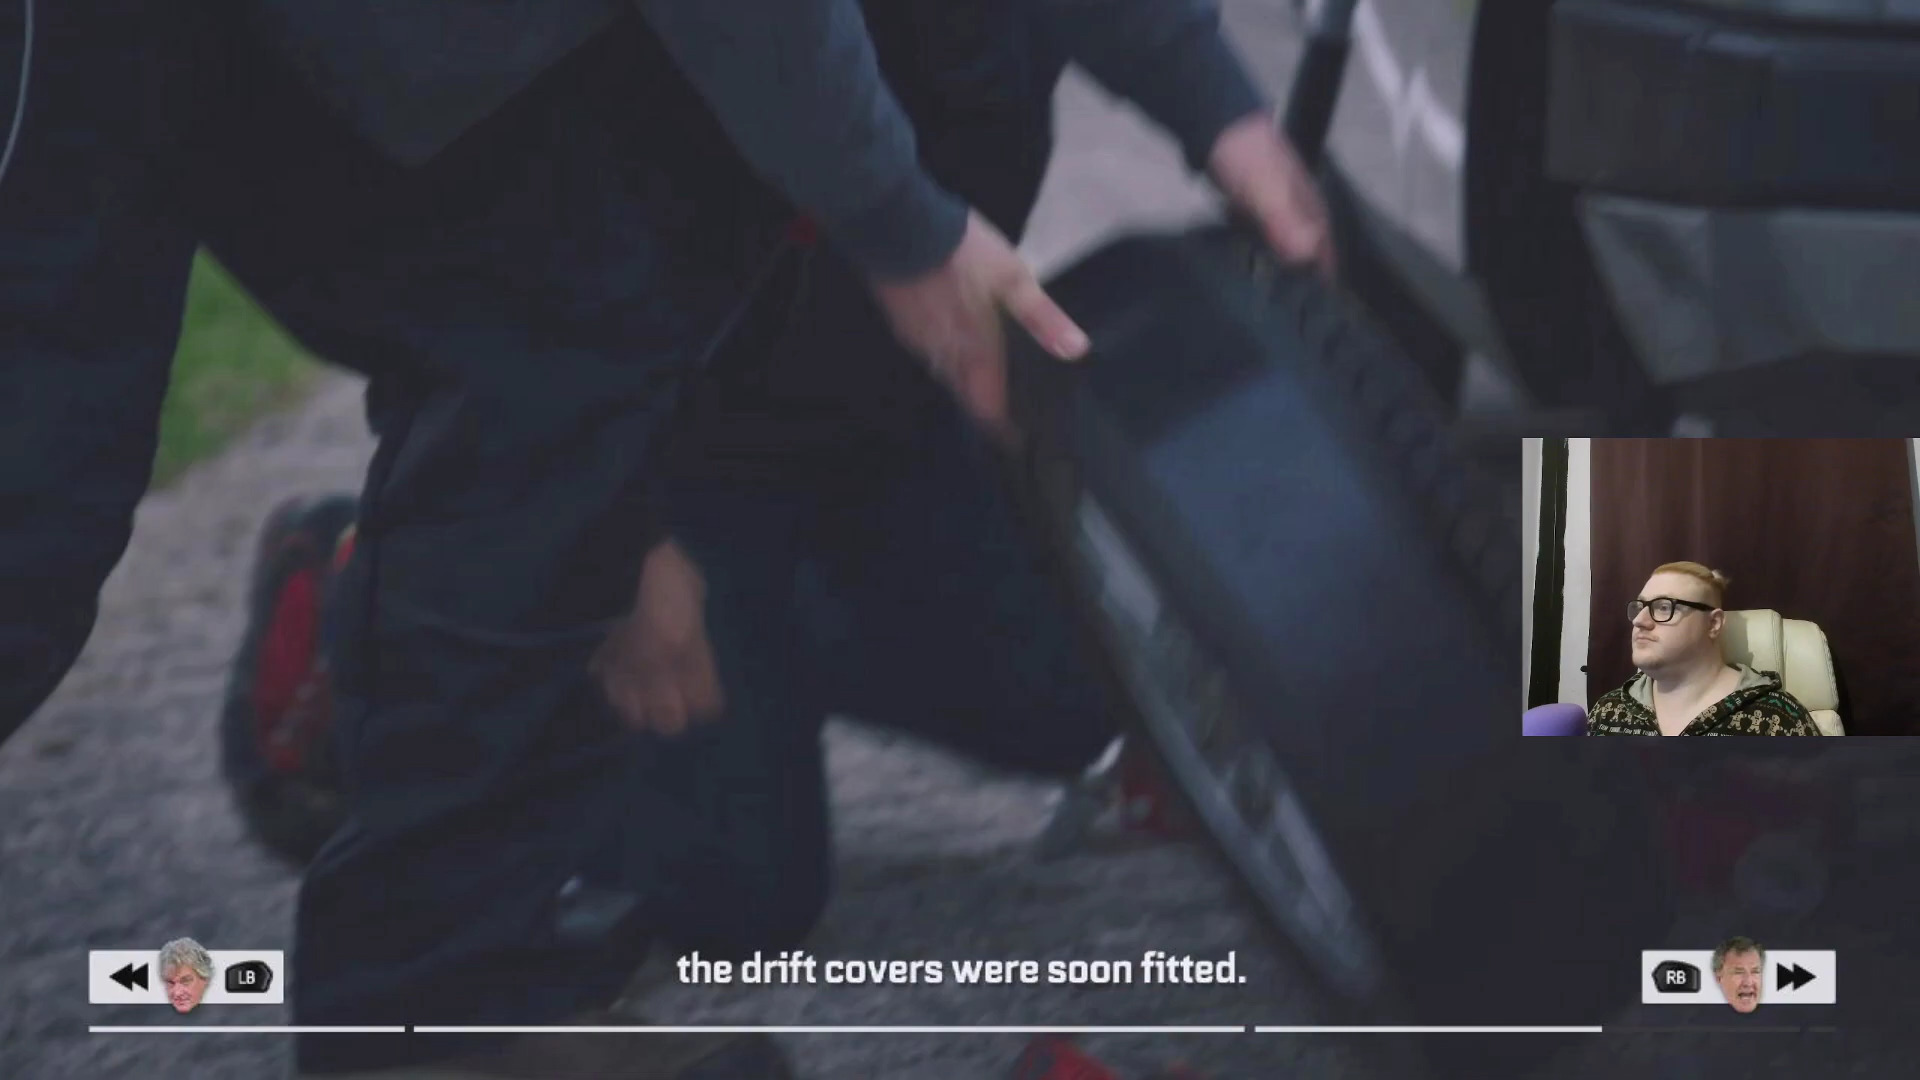 the drift covers were soon fitted.
LB
RB